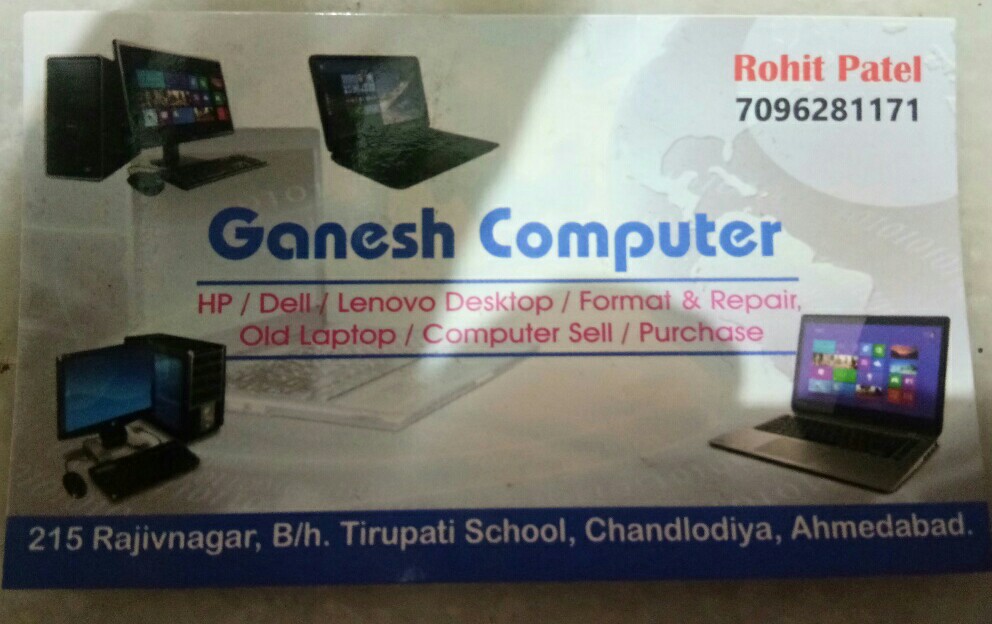 Rohit Patel
7096281171
Ganesh Computer
HP / Dell / Lenovo Desktop / Format & Repair,
Old Laptop / Computer Sell / Purchase
215 Rajivnagar, B/h. Tirupati School, Chandlodiya, Ahmedabad.